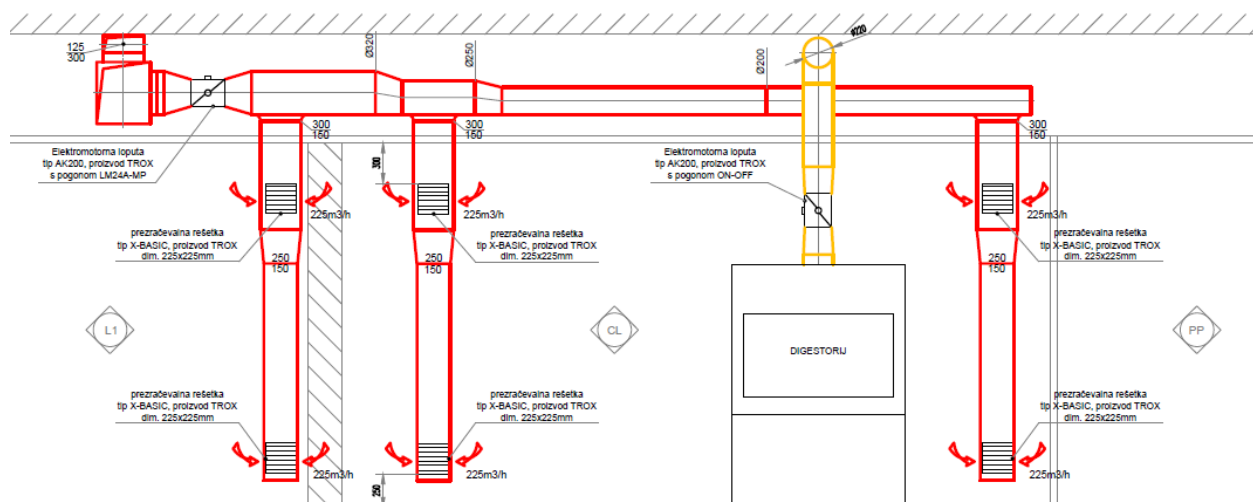 125
300
Ø320
Ø250
Ø200
Ø220
300
150
300
150
300
150
Elektromotorna loputa
tip AK200, proizvod TROX
s pogonom LM24A-MP
300
Elektromotorna loputa
tip AK200, proizvod TROX
s pogonom ON-OFF
225m3/h
225m3/h
225m3/h
prezračevalna rešetka
tip X-BASIC, proizvod TROX
dim. 225x225mm
prezračevalna rešetka
tip X-BASIC, proizvod TROX
dim. 225x225mm
prezračevalna rešetka
tip X-BASIC, proizvod TROX
dim. 225x225mm
250
150
250
150
250
150
L1
CL
PP
DIGESTORIJ
prezračevalna rešetka
tip X-BASIC, proizvod TROX
dim. 225x225mm
prezračevalna rešetka
tip X-BASIC, proizvod TROX
dim. 225x225mm
prezračevalna rešetka
tip X-BASIC, proizvod TROX
dim. 225x225mm
225m3/h
225m3/h
225m3/h
250